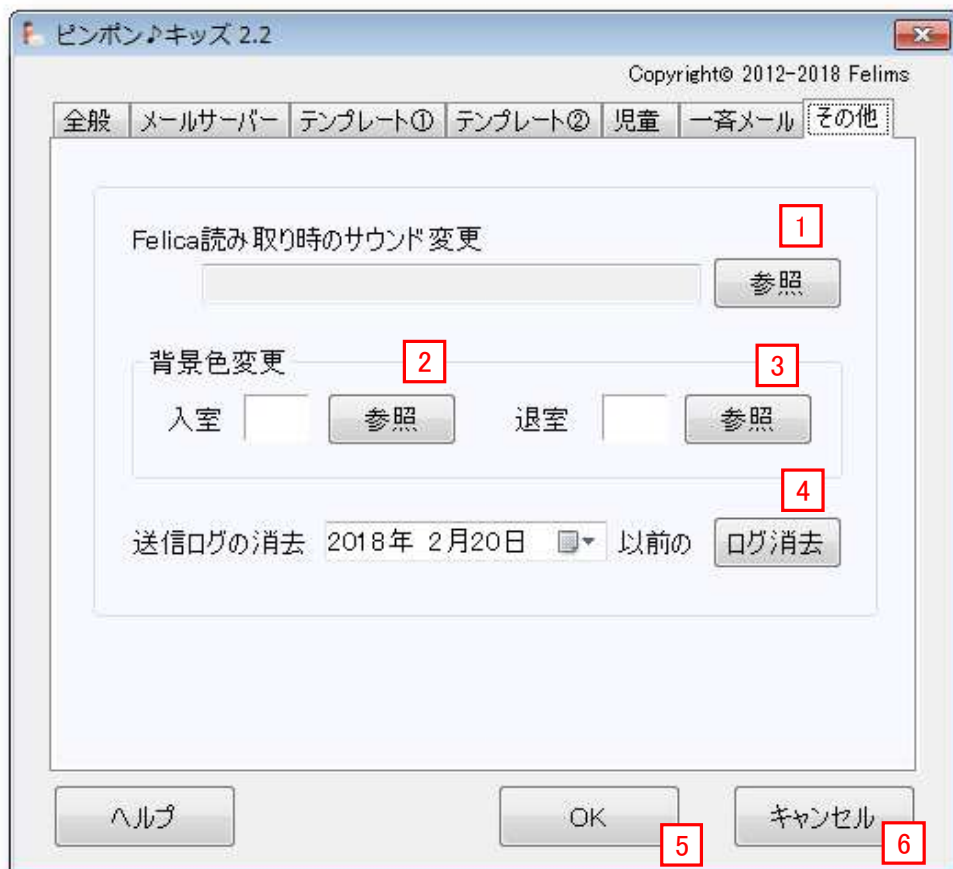 ピンポン♪キッズ 2.2
Copyright© 2012-2018 Felims
全般 メールサーバー テンプレート① テンプレート② 児童 一斉メール その他
1
Felica読み取り時のサウンド変更
参照
背景色変更 2 3
入室 参照 退室 参照
4
送信ログの消去 2018年 2月20日 以前の ログ消去
ヘルプ OK キャンセル
5 6